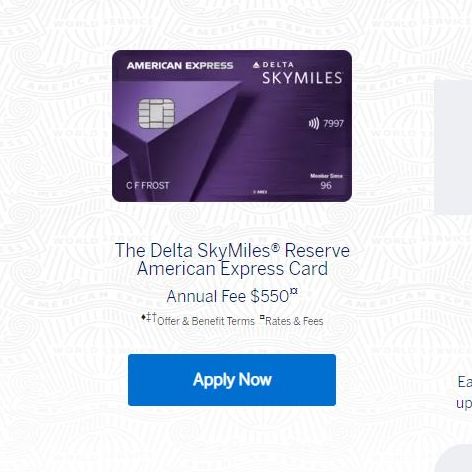 AMERICAN EXPRESS
DELTA
SKYMILES
7997
Member Since
96
C F FROST
AMEX
The Delta SkyMiles® Reserve
American Express Card
Annual Fee $550¤
♦‡†Offer & Benefit Terms ¤Rates & Fees
Apply Now
Ea
up